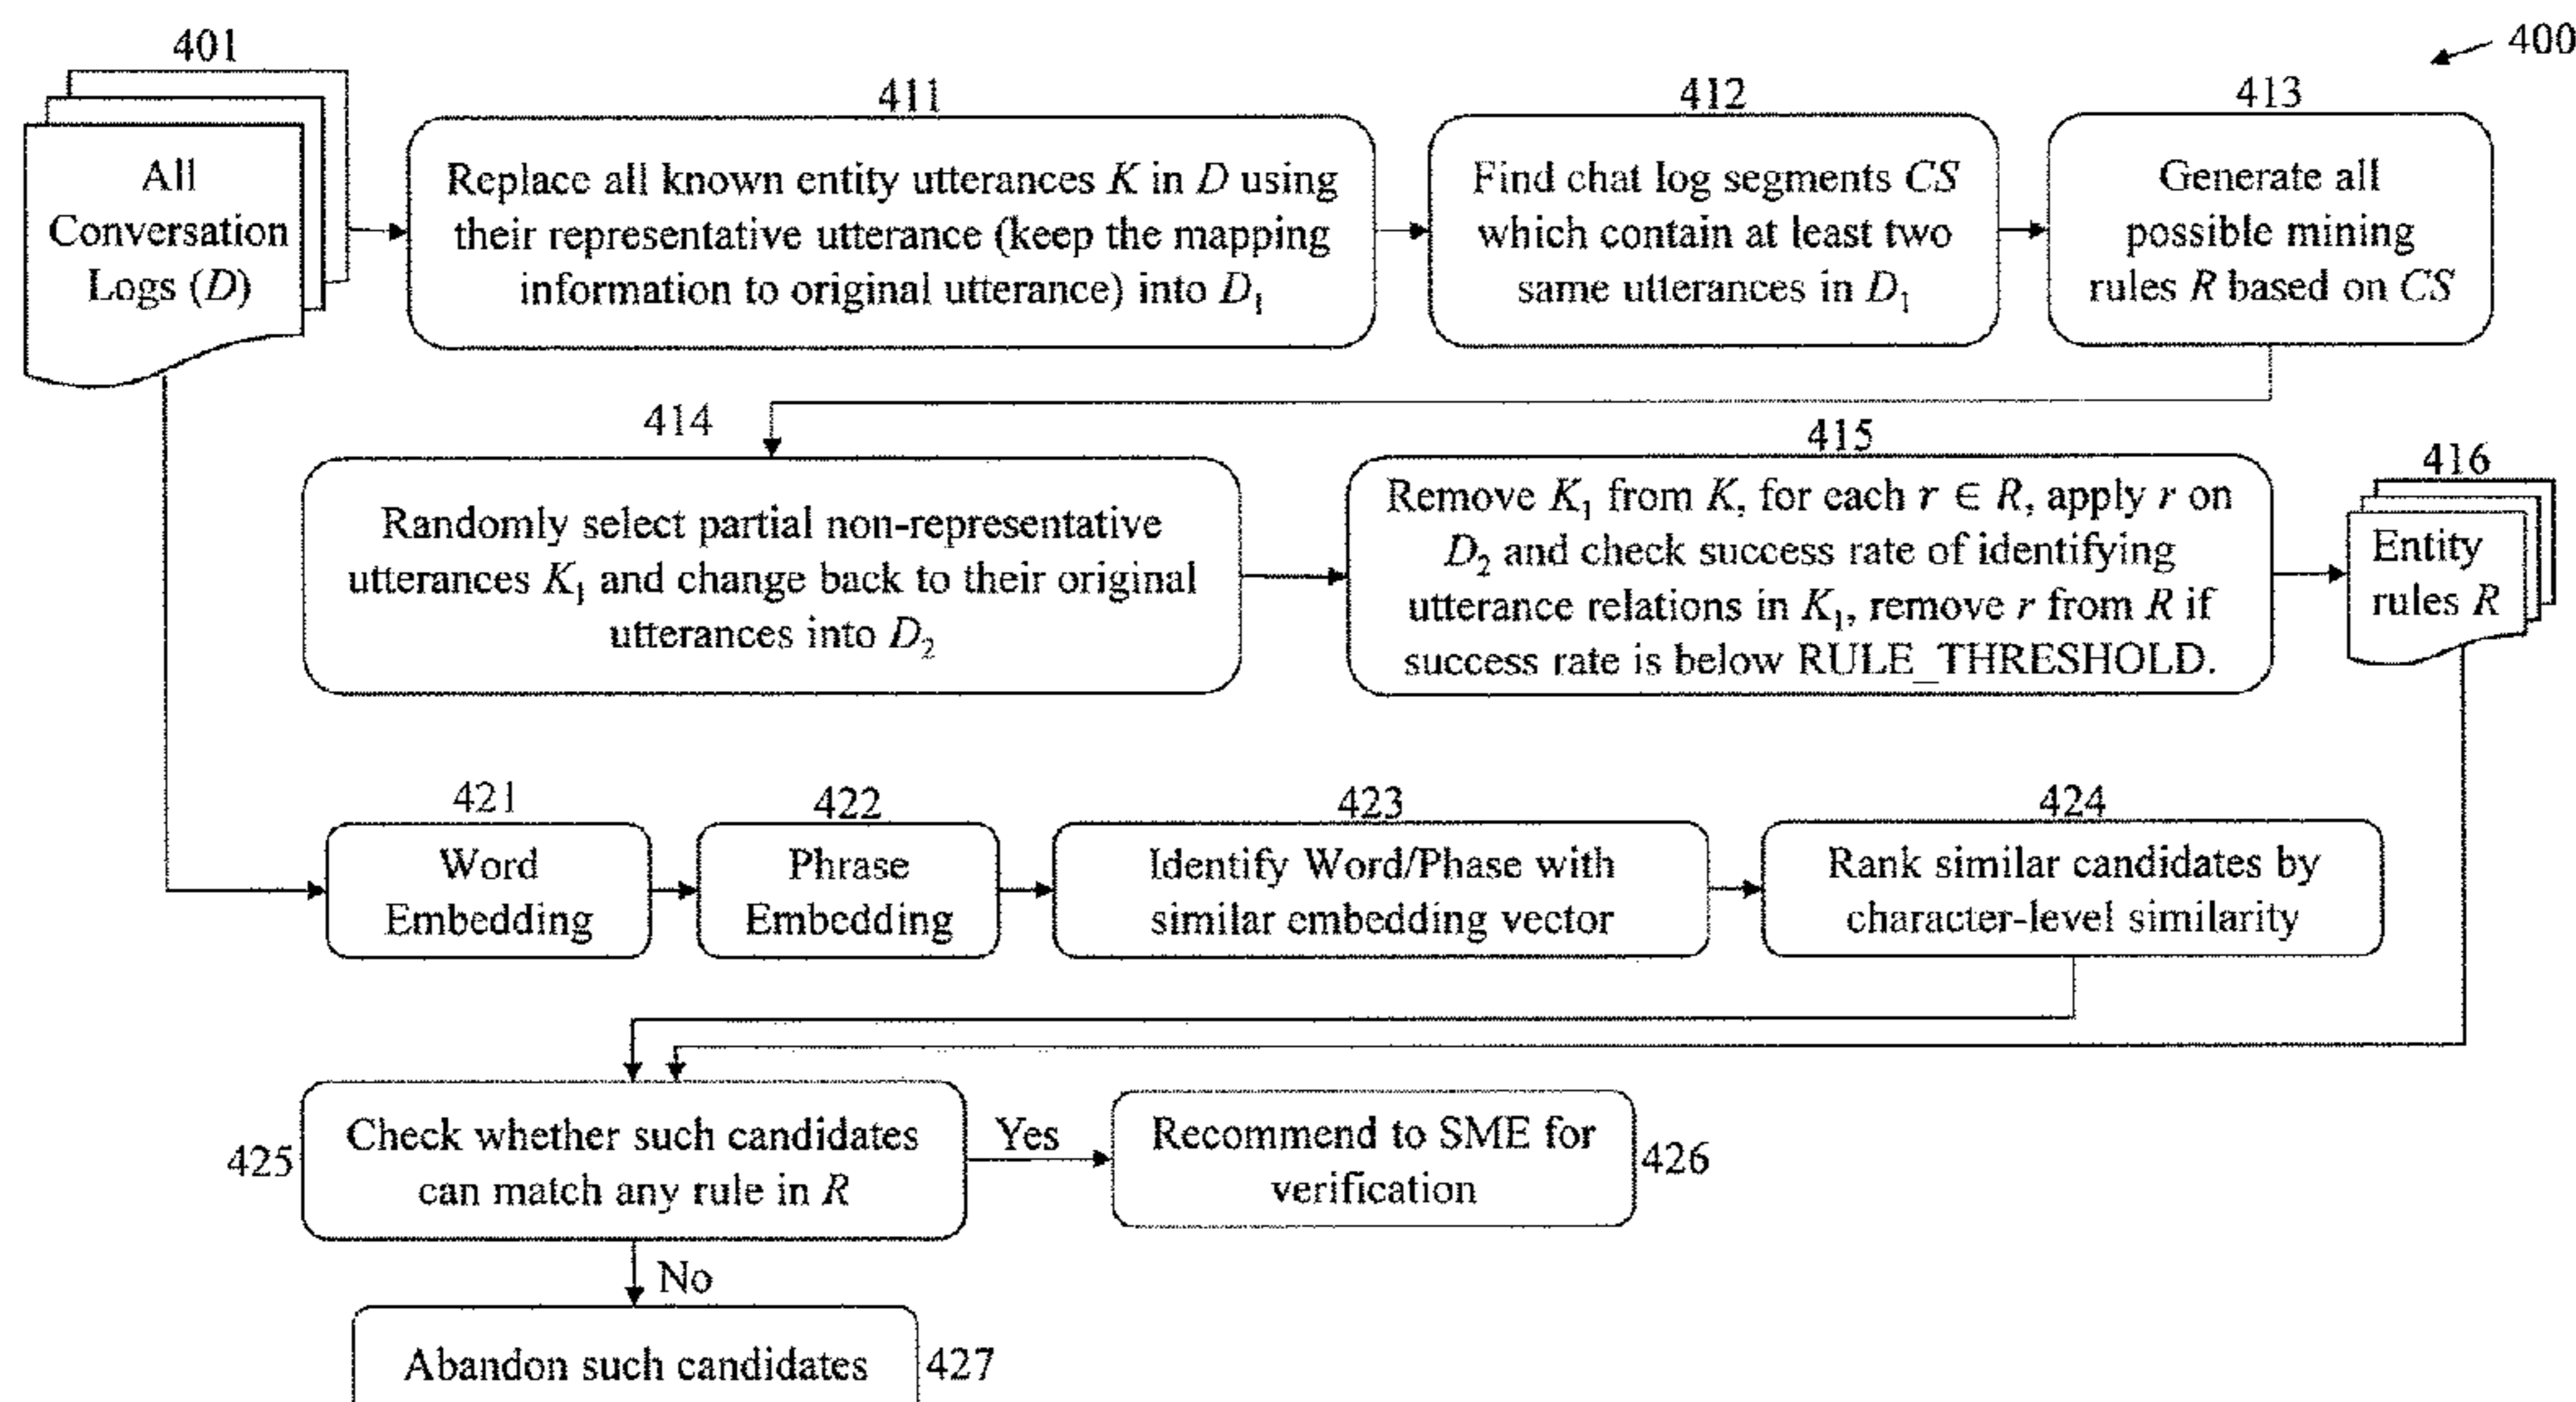 400
401
All
Conversation
Logs (D)
411
Replace all known entity utterances K in D using
their representative utterance (keep the mapping
information to original utterance) into D₁
412
Find chat log segments CS
which contain at least two
same utterances in D₁
413
Generate all
possible mining
rules R based on CS
414
Randomly select partial non-representative
utterances K₁ and change back to their original
utterances into D₂
415
Remove K₁ from K, for each r ∈ R, apply r on
D₂ and check success rate of identifying
utterance relations in K₁, remove r from R if
success rate is below RULE_THRESHOLD.
416
Entity
rules R
421
Word
Embedding
422
Phrase
Embedding
423
Identify Word/Phase with
similar embedding vector
424
Rank similar candidates by
character-level similarity
425
Check whether such candidates
can match any rule in R
Yes
Recommend to SME for
verification
426
No
Abandon such candidates
427